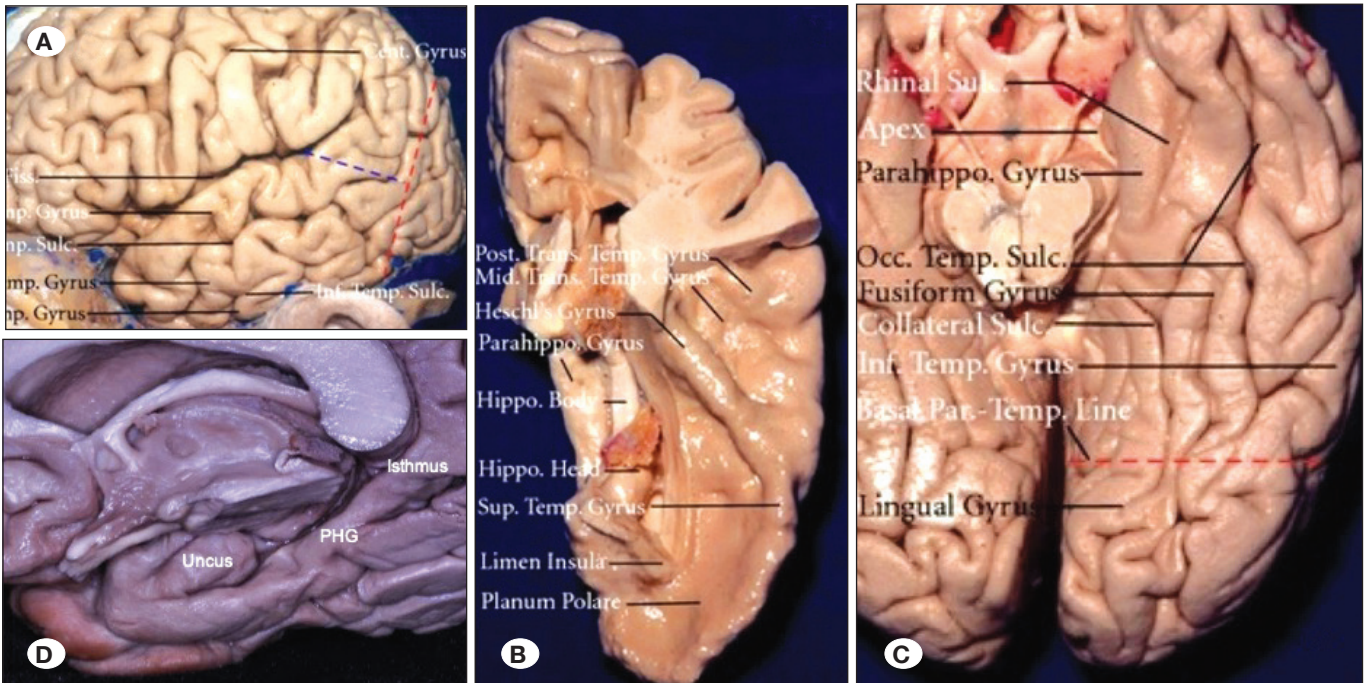 A
Cent. Gyrus
Fiss.
mp. Gyrus
mp. Sulc.
mp. Gyrus
Inf. Temp. Sulc.
mp. Gyrus
D
Isthmus
PHG
Uncus
Post. Trans. Temp. Gyrus
Mid. Trans. Temp. Gyrus
Heschl's Gyrus
Parahippo. Gyrus
Hippo. Body
Hippo. Head
Sup. Temp. Gyrus
Limen Insula
Planum Polare
B
Rhinal Sulc.
Apex
Parahippo. Gyrus
Occ. Temp. Sulc.
Fusiform Gyrus
Collateral Sulc.
Inf. Temp. Gyrus
Basal Par.-Temp. Line
Lingual Gyrus
C